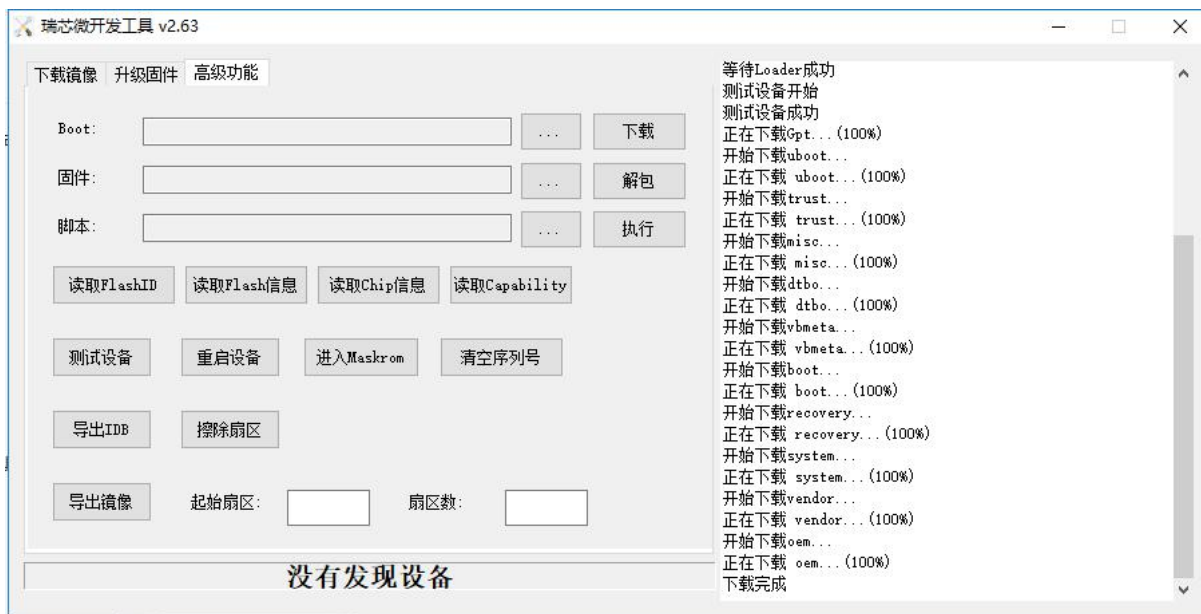 瑞芯微开发工具 v2.63
下载镜像 升级固件 高级功能
Boot: ... 下载
固件: ... 解包
脚本: ... 执行
读取FlashID 读取Flash信息 读取Chip信息 读取Capability
测试设备 重启设备 进入Maskrom 清空序列号
导出IDB 擦除扇区
导出镜像 起始扇区: 扇区数:
没有发现设备
等待Loader成功
测试设备开始
测试设备成功
正在下载Gpt...(100%)
开始下载uboot...
正在下载 uboot...(100%)
开始下载trust...
正在下载 trust...(100%)
开始下载misc...
正在下载 misc...(100%)
开始下载dtbo...
正在下载 dtbo...(100%)
开始下载vbmeta...
正在下载 vbmeta...(100%)
开始下载boot...
正在下载 boot...(100%)
开始下载recovery...
正在下载 recovery...(100%)
开始下载system...
正在下载 system...(100%)
开始下载vendor...
正在下载 vendor...(100%)
开始下载oem...
正在下载 oem...(100%)
下载完成